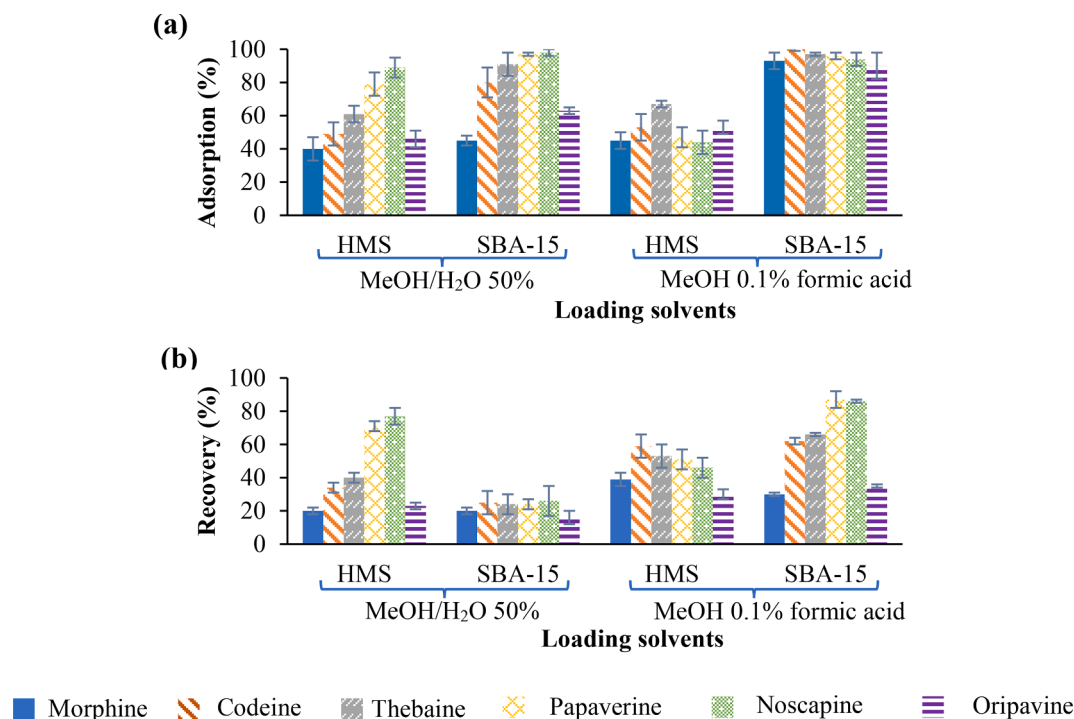 (a)
Adsorption (%)
100
80
60
40
20
0
HMS SBA-15 HMS SBA-15
MeOH/H₂O 50% MeOH 0.1% formic acid
Loading solvents
(b)
Recovery (%)
100
80
60
40
20
0
HMS SBA-15 HMS SBA-15
MeOH/H₂O 50% MeOH 0.1% formic acid
Loading solvents
Morphine Codeine Thebaine Papaverine Noscapine Oripavine